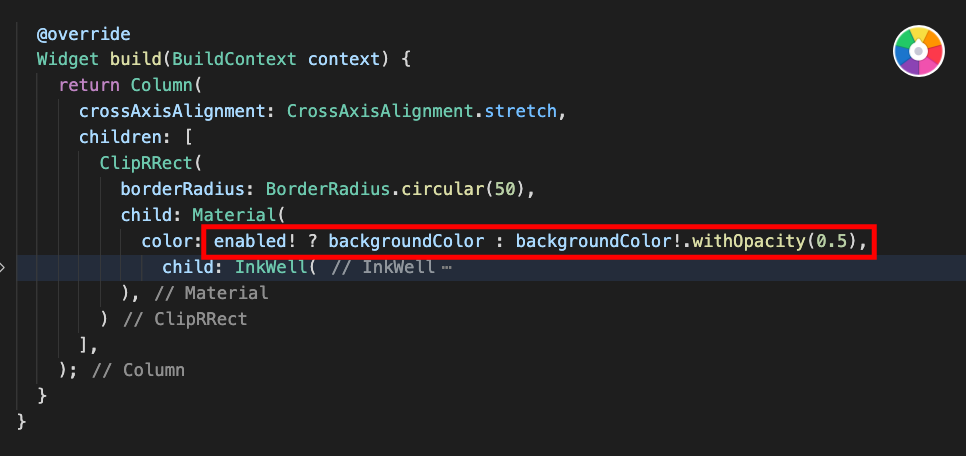 @override
Widget build(BuildContext context) {
return Column(
crossAxisAlignment: CrossAxisAlignment.stretch,
children: [
ClipRRect(
borderRadius: BorderRadius.circular(50),
child: Material(
color: enabled! ? backgroundColor : backgroundColor!.withOpacity(0.5),
child: InkWell( // InkWell ⋯
), // Material
) // ClipRRect
],
); // Column
}
}